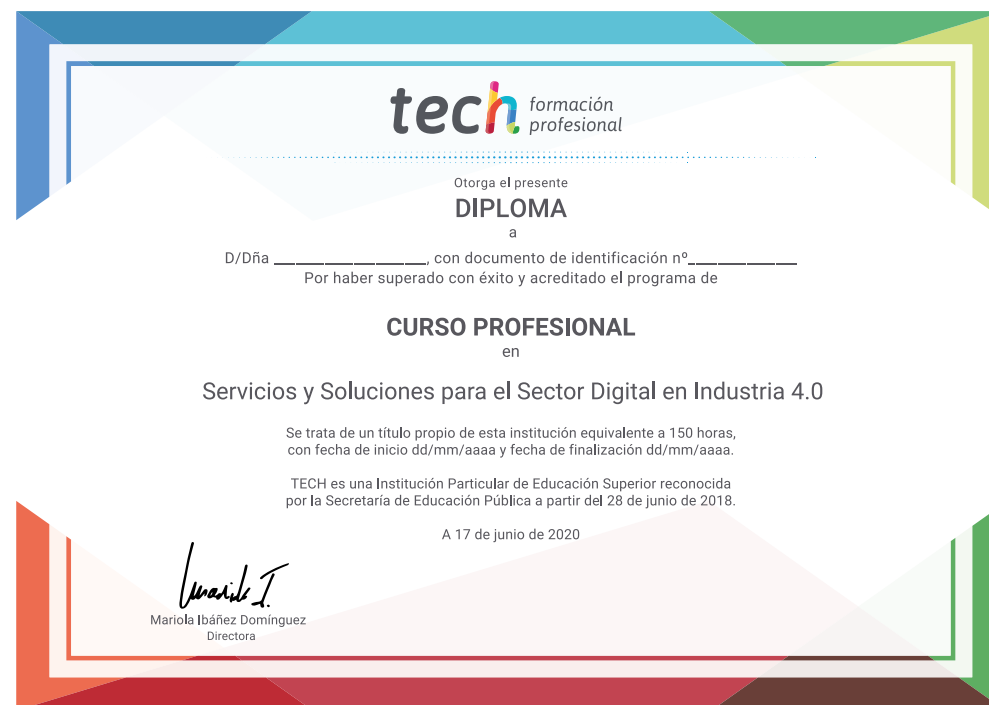 tech formación
profesional
Otorga el presente
DIPLOMA
a
D/Dña ____________________, con documento de identificación nº______________
Por haber superado con éxito y acreditado el programa de
CURSO PROFESIONAL
en
Servicios y Soluciones para el Sector Digital en Industria 4.0
Se trata de un título propio de esta institución equivalente a 150 horas,
con fecha de inicio dd/mm/aaaa y fecha de finalización dd/mm/aaaa.
TECH es una Institución Particular de Educación Superior reconocida
por la Secretaría de Educación Pública a partir del 28 de junio de 2018.
A 17 de junio de 2020
Mariola Ibáñez Domínguez
Directora